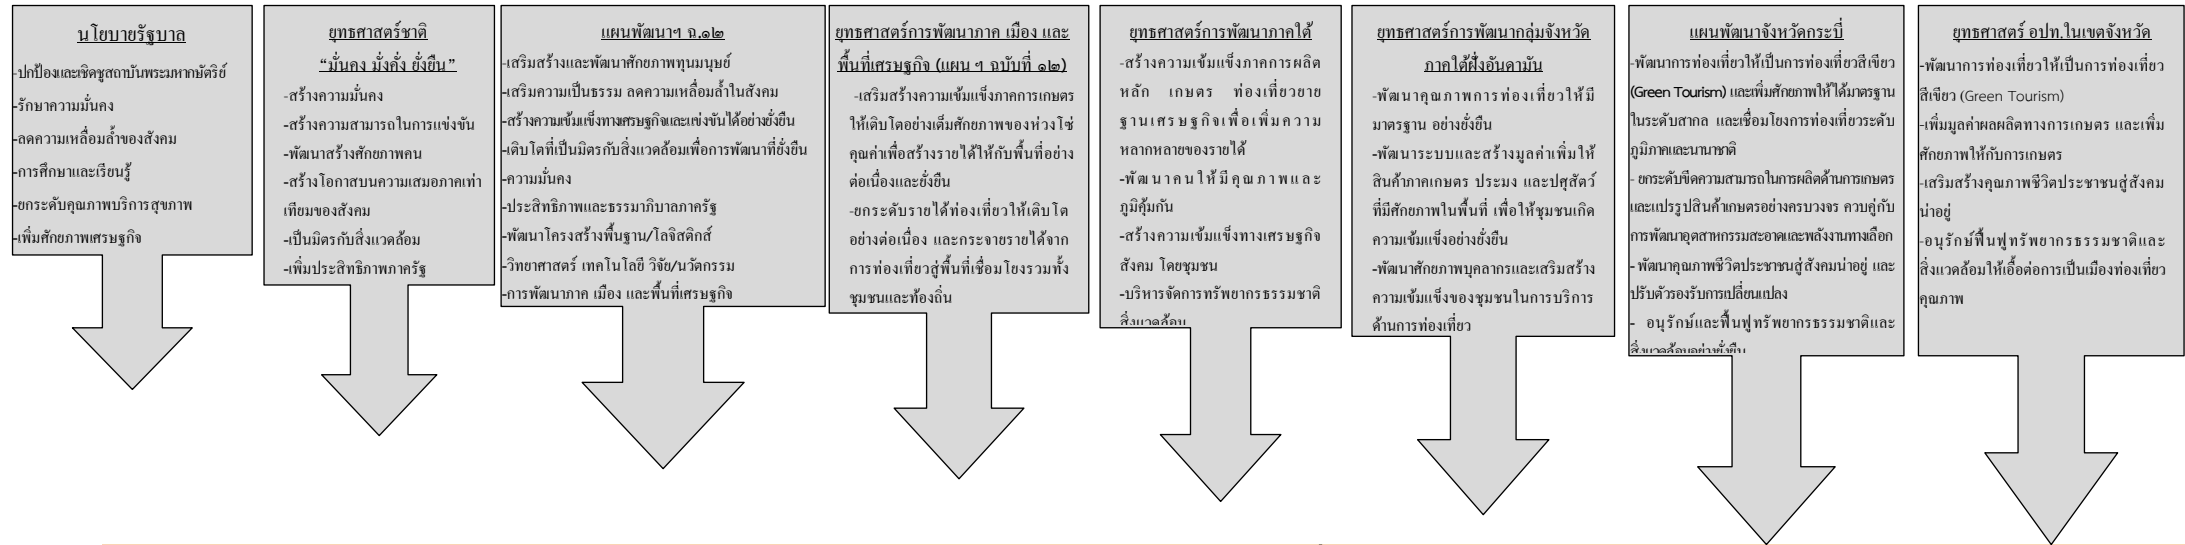 นโยบายรัฐบาล
-ปกป้องและเชิดชูสถาบันพระมหากษัตริย์
-รักษาความมั่นคง
-ลดความเหลื่อมล้ำของสังคม
-การศึกษาและเรียนรู้
-ยกระดับคุณภาพบริการสุขภาพ
-เพิ่มศักยภาพเศรษฐกิจ
ยุทธศาสตร์ชาติ
“มั่นคง มั่งคั่ง ยั่งยืน”
-สร้างความมั่นคง
-สร้างความสามารถในการแข่งขัน
-พัฒนาสร้างศักยภาพคน
-สร้างโอกาสบนความเสมอภาคเท่า
เทียมของสังคม
-เป็นมิตรกับสิ่งแวดล้อม
-เพิ่มประสิทธิภาพภาครัฐ
แผนพัฒนาฯ ฉ.๑๒
-เสริมสร้างและพัฒนาศักยภาพทุนมนุษย์
-เสริมความเป็นธรรม ลดความเหลื่อมล้ำในสังคม
-สร้างความเข้มแข็งทางเศรษฐกิจและแข่งขันได้อย่างยั่งยืน
-เติบโตที่เป็นมิตรกับสิ่งแวดล้อมเพื่อการพัฒนาที่ยั่งยืน
-ความมั่นคง
-ประสิทธิภาพและธรรมาภิบาลภาครัฐ
-พัฒนาโครงสร้างพื้นฐาน/โลจิสติกส์
-วิทยาศาสตร์ เทคโนโลยี วิจัย/นวัตกรรม
-การพัฒนาภาค เมือง และพื้นที่เศรษฐกิจ
ยุทธศาสตร์การพัฒนาภาค เมือง และ
พื้นที่เศรษฐกิจ (แผน ฯ ฉบับที่ ๑๒)
-เสริมสร้างความเข้มแข็งภาคการเกษตร
ให้เติบโตอย่างเต็มศักยภาพของห่วงโซ่
คุณค่าเพื่อสร้างรายได้ให้กับพื้นที่อย่าง
ต่อเนื่องและยั่งยืน
-ยกระดับรายได้ท่องเที่ยวให้เติบโต
อย่างต่อเนื่อง และกระจายรายได้จาก
การท่องเที่ยวสู่พื้นที่เชื่อมโยงรวมทั้ง
ชุมชนและท้องถิ่น
ยุทธศาสตร์การพัฒนาภาคใต้
-สร้างความเข้มแข็งภาคการผลิต
หลัก เกษตร ท่องเที่ยวขยาย
ฐานเศรษฐกิจเพื่อเพิ่มความ
หลากหลายของรายได้
-พัฒนาคนให้มีคุณภาพและ
ภูมิคุ้มกัน
-สร้างความเข้มแข็งทางเศรษฐกิจ
สังคม โดยชุมชน
-บริหารจัดการทรัพยากรธรรมชาติ
สิ่งแวดล้อม
ยุทธศาสตร์การพัฒนากลุ่มจังหวัด
ภาคใต้ฝั่งอันดามัน
-พัฒนาคุณภาพการท่องเที่ยวให้มี
มาตรฐาน อย่างยั่งยืน
-พัฒนาระบบและสร้างมูลค่าเพิ่มให้
สินค้าภาคเกษตร ประมง และปศุสัตว์
ที่มีศักยภาพในพื้นที่ เพื่อให้ชุมชนเกิด
ความเข้มแข็งอย่างยั่งยืน
-พัฒนาศักยภาพบุคลากรและเสริมสร้าง
ความเข้มแข็งของชุมชนในการบริการ
ด้านการท่องเที่ยว
แผนพัฒนาจังหวัดกระบี่
-พัฒนาการท่องเที่ยวให้เป็นการท่องเที่ยวสีเขียว
(Green Tourism) และเพิ่มศักยภาพให้ได้มาตรฐาน
ในระดับสากล และเชื่อมโยงการท่องเที่ยวระดับ
ภูมิภาคและนานาชาติ
- ยกระดับขีดความสามารถในการผลิตด้านการเกษตร
และแปรรูปสินค้าเกษตรอย่างครบวงจร ควบคู่กับ
การพัฒนาอุตสาหกรรมสะอาดและพลังงานทางเลือก
- พัฒนาคุณภาพชีวิตประชาชนสู่สังคมน่าอยู่ และ
ปรับตัวรองรับการเปลี่ยนแปลง
- อนุรักษ์และฟื้นฟูทรัพยากรธรรมชาติและ
สิ่งแวดล้อมอย่างยั่งยืน
ยุทธศาสตร์ อปท.ในเขตจังหวัด
-พัฒนาการท่องเที่ยวให้เป็นการท่องเที่ยว
สีเขียว (Green Tourism)
-เพิ่มมูลค่าผลผลิตทางการเกษตร และเพิ่ม
ศักยภาพให้กับการเกษตร
-เสริมสร้างคุณภาพชีวิตประชาชนสู่สังคม
น่าอยู่
-อนุรักษ์ฟื้นฟูทรัพยากรธรรมชาติและ
สิ่งแวดล้อมให้เอื้อต่อการเป็นเมืองท่องเที่ยว
คุณภาพ